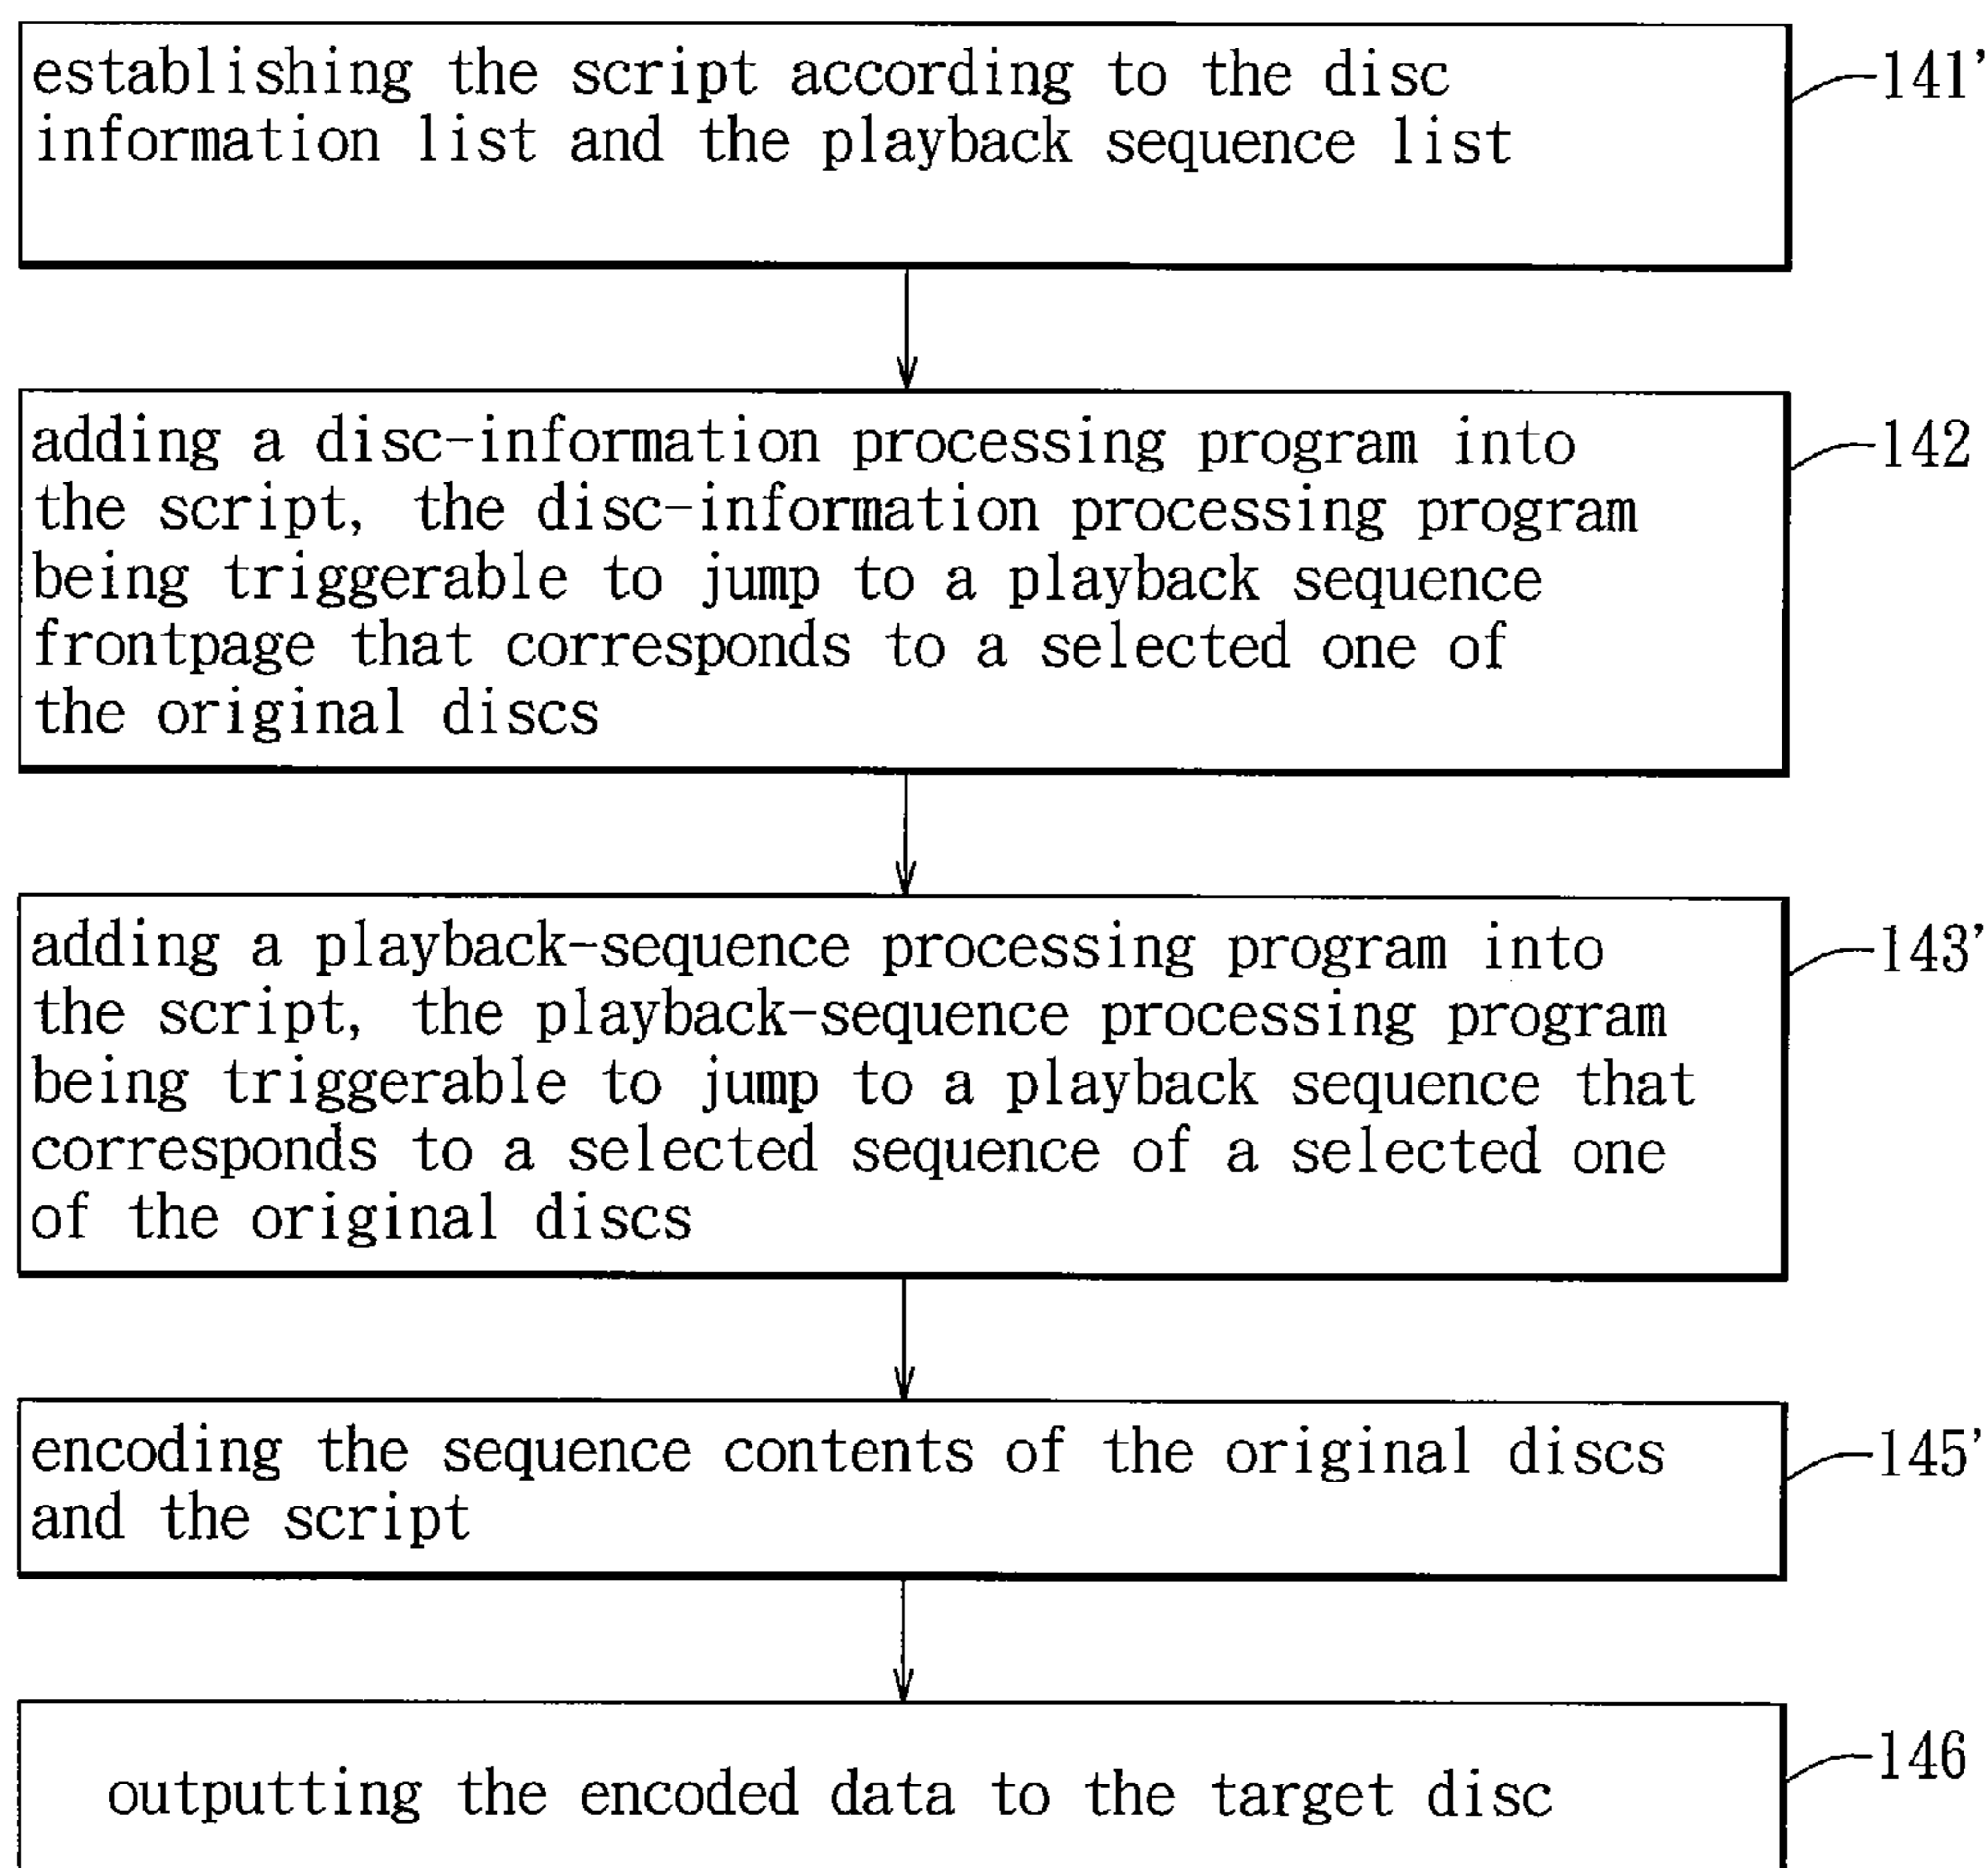 establishing the script according to the disc
information list and the playback sequence list
141'
adding a disc-information processing program into
the script, the disc-information processing program
being triggerable to jump to a playback sequence
frontpage that corresponds to a selected one of
the original discs
142
adding a playback-sequence processing program into
the script, the playback-sequence processing program
being triggerable to jump to a playback sequence that
corresponds to a selected sequence of a selected one
of the original discs
143'
encoding the sequence contents of the original discs
and the script
145'
outputting the encoded data to the target disc
146